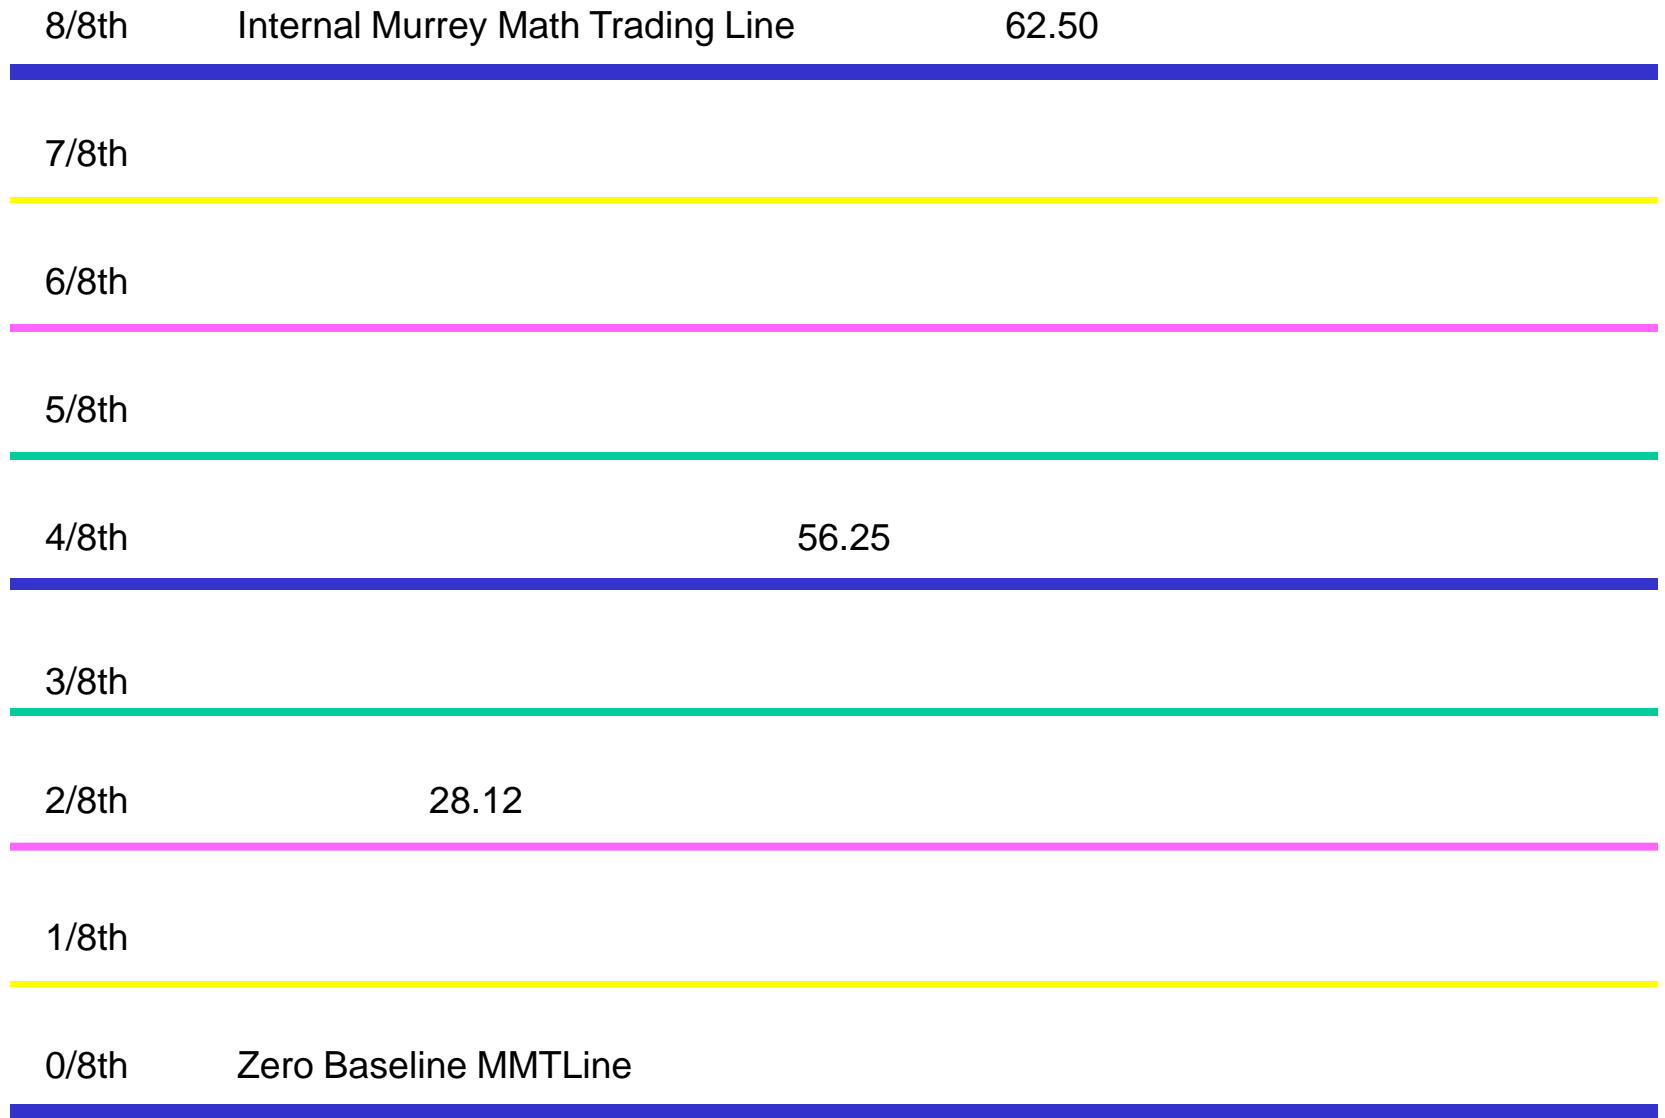 8/8th Internal Murrey Math Trading Line 62.50
7/8th
6/8th
5/8th
4/8th 56.25
3/8th
2/8th 28.12
1/8th
0/8th Zero Baseline MMTLine